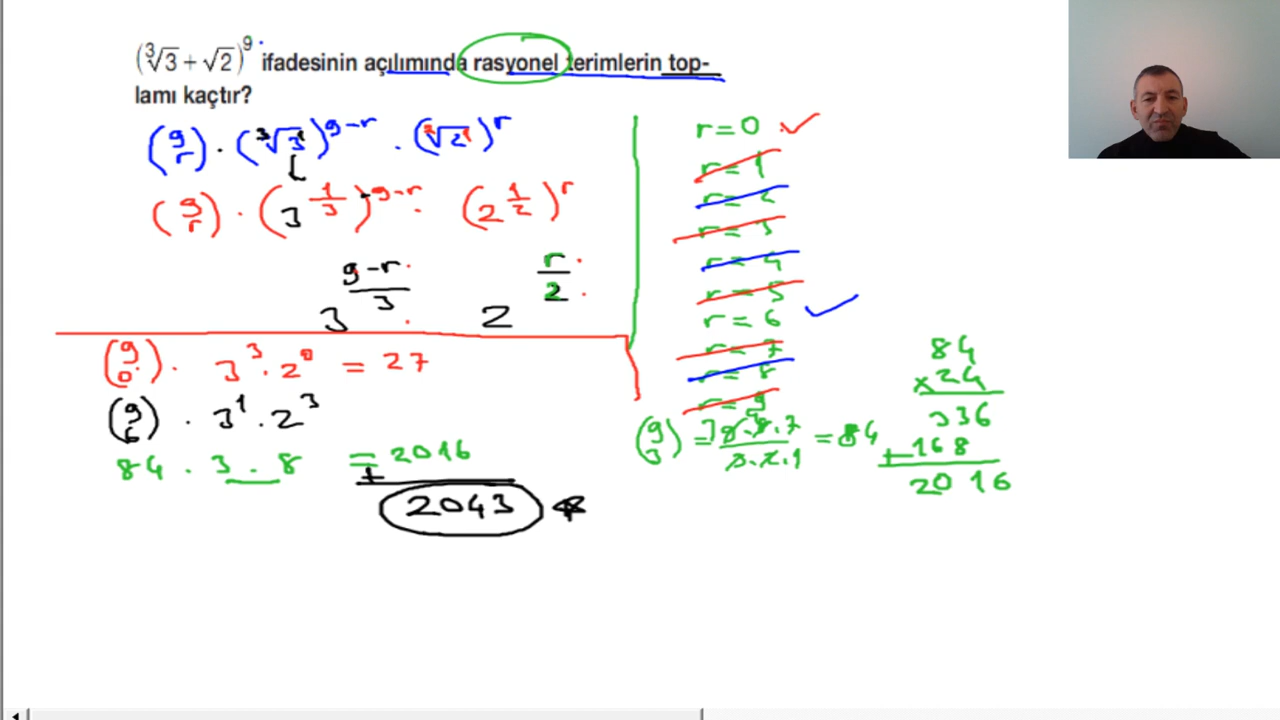 (∛3 + √2)⁹ ifadesinin açılımında rasyonel terimlerin top-
lamı kaçtır?
(9 r) · (∛3¹)^(9-r) · (²√2¹)^r
(9 r) · (3^(1/3))^(9-r) · (2^(1/2))^r
3^((9-r)/3) 2^(r/2)
(9 0) · 3³ · 2⁰ = 27
(9 6) · 3¹ · 2³
84 · 3 · 8 = 2016
+
2043
r = 0 ✓
r = 1
r = 2
r = 3
r = 4
r = 5
r = 6 ✓
r = 7
r = 8
r = 9
(9 3) = 9·8·7 / 3·2·1 = 84
84
x24
336
+168
2016